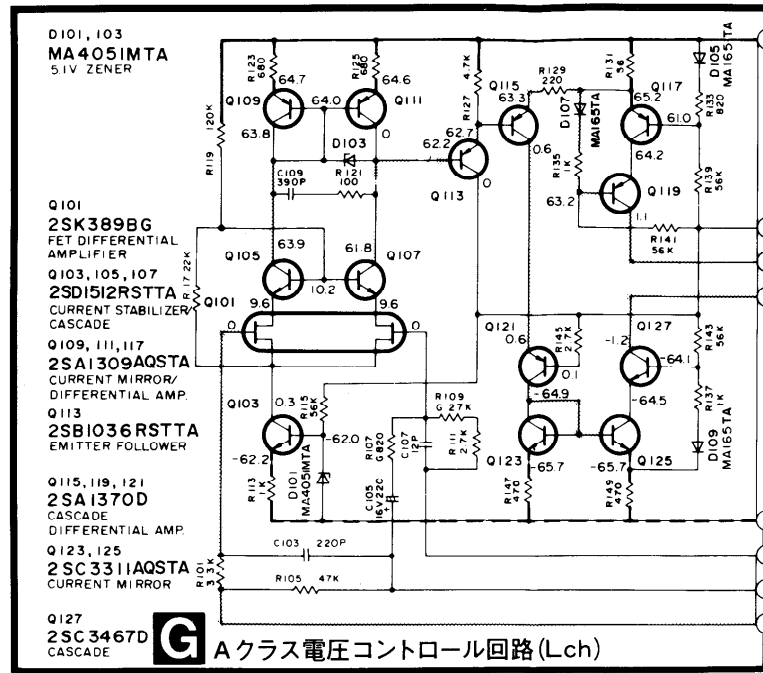 D101, 103
MA4051MTA
5.1V ZENER
Q101
2SK389BG
FET DIFFERENTIAL
AMPLIFIER
Q103, 105, 107
2SD1512RSTTA
CURRENT STABILIZER/
CASCADE
Q109, 111, 117
2SA1309AQSTA
CURRENT MIRROR/
DIFFERENTIAL AMP.
Q113
2SB1036RSTTA
EMITTER FOLLOWER
Q115, 119, 121
2SA1370D
CASCADE
DIFFERENTIAL AMP.
Q123, 125
2SC3311AQSTA
CURRENT MIRROR
Q127
2SC3467D
CASCADE
R123
680
R125
680
64.7
64.6
Q109
64.0
Q111
63.8
0
120K
R119
D103
C109
390P
R121
100
63.9
61.8
Q105
Q107
10.2
R117 22K
Q101
9.6
9.6
0
0
Q103
0.3
R115
56K
-62.0
-62.2
R113
1K
D101
MA4051MTA
R107
G820
C107
12P
R109
G 27K
R111
2.7K
C105
16V22C
+
C103 220P
R101
3.3K
R105 47K
4.7K
R127
62.7
62.2
Q113
0
Q115
63.3
0.6
R129
220
D107
MA165TA
R131
56
Q117
65.2
61.0
64.2
D105
MA165TA
R133
820
R135
1K
63.2
Q119
1.1
R139
56K
R141
56K
Q121
0.6
R145
2.7K
0.1
-64.9
Q127
-1.2
-64.1
-64.5
R143
56K
R137
1K
D109
MA165TA
Q123
-65.7
-65.7
Q125
R147
470
R149
470
G Aクラス電圧コントロール回路(Lch)